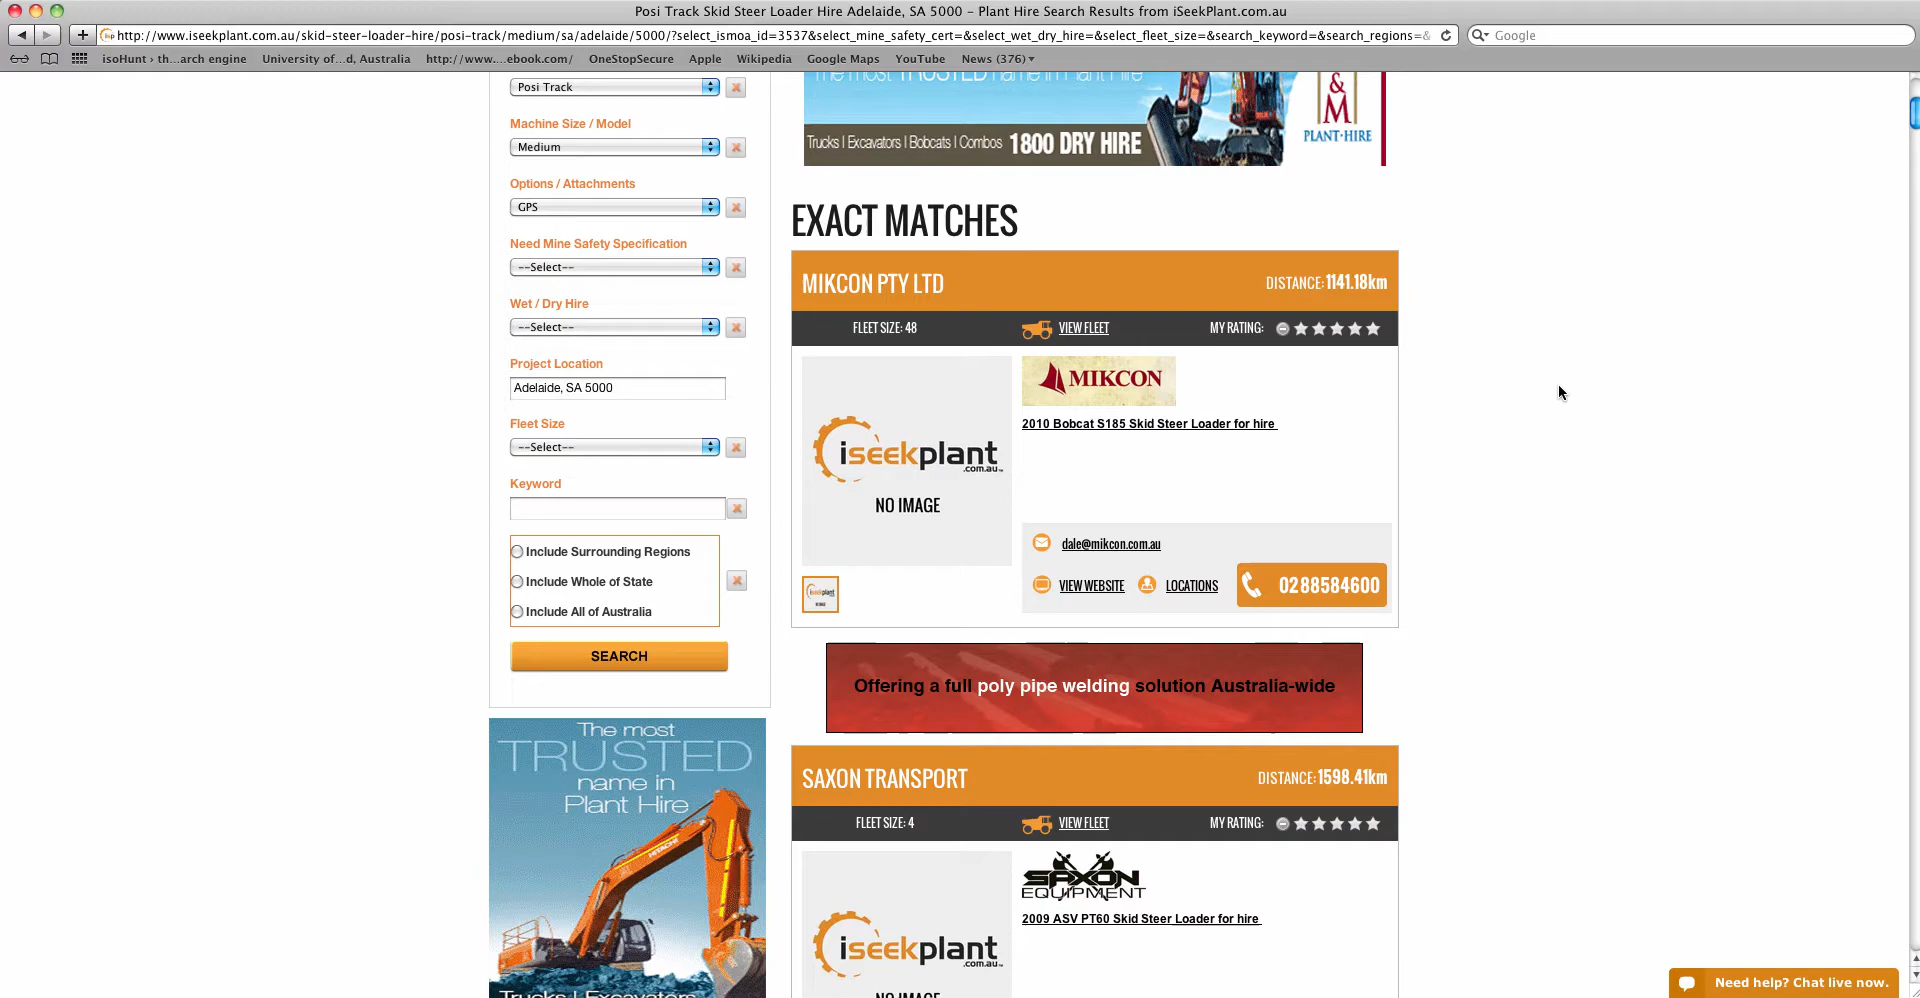 Posi Track Skid Steer Loader Hire Adelaide, SA 5000 – Plant Hire Search Results from iSeekPlant.com.au
http://www.iseekplant.com.au/skid-steer-loader-hire/posi-track/medium/sa/adelaide/5000/?select_ismoa_id=3537&select_mine_safety_cert=&select_wet_dry_hire=&select_fleet_size=&search_keyword=&search_regions=&
Google
isoHunt › th...arch engine
University of...d, Australia
http://www....ebook.com/
OneStopSecure
Apple
Wikipedia
Google Maps
YouTube
News (376)
Posi Track
Machine Size / Model
Medium
Options / Attachments
GPS
Need Mine Safety Specification
--Select--
Wet / Dry Hire
--Select--
Project Location
Adelaide, SA 5000
Fleet Size
--Select--
Keyword
Include Surrounding Regions
Include Whole of State
Include All of Australia
SEARCH
The most
TRUSTED
name in
Plant Hire
HITACHI
Trucks | Excavators
The most TRUSTED name in Plant Hire
Trucks | Excavators | Bobcats | Combos 1800 DRY HIRE
&
M
PLANT·HIRE
EXACT MATCHES
MIKCON PTY LTD
DISTANCE: 1141.18km
FLEET SIZE: 48
VIEW FLEET
MY RATING:
iseekplant
.com.au
NO IMAGE
MIKCON
2010 Bobcat S185 Skid Steer Loader for hire
dale@mikcon.com.au
VIEW WEBSITE
LOCATIONS
0288584600
Offering a full poly pipe welding solution Australia-wide
SAXON TRANSPORT
DISTANCE: 1598.41km
FLEET SIZE: 4
VIEW FLEET
MY RATING:
iseekplant
.com.au
NO IMAGE
SAXON
EQUIPMENT
2009 ASV PT60 Skid Steer Loader for hire
Need help? Chat live now.